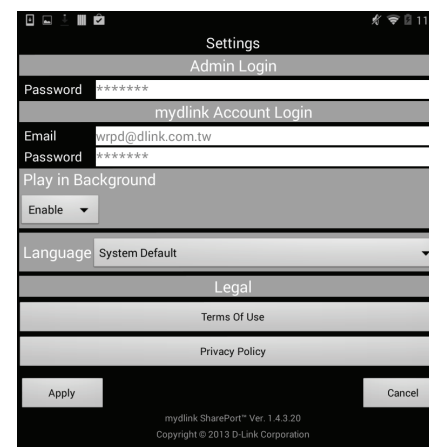 11
Settings
Admin Login
Password *******
mydlink Account Login
Email wrpd@dlink.com.tw
Password *******
Play in Background
Enable
Language System Default
Legal
Terms Of Use
Privacy Policy
Apply Cancel
mydlink SharePort™ Ver. 1.4.3.20
Copyright © 2013 D-Link Corporation